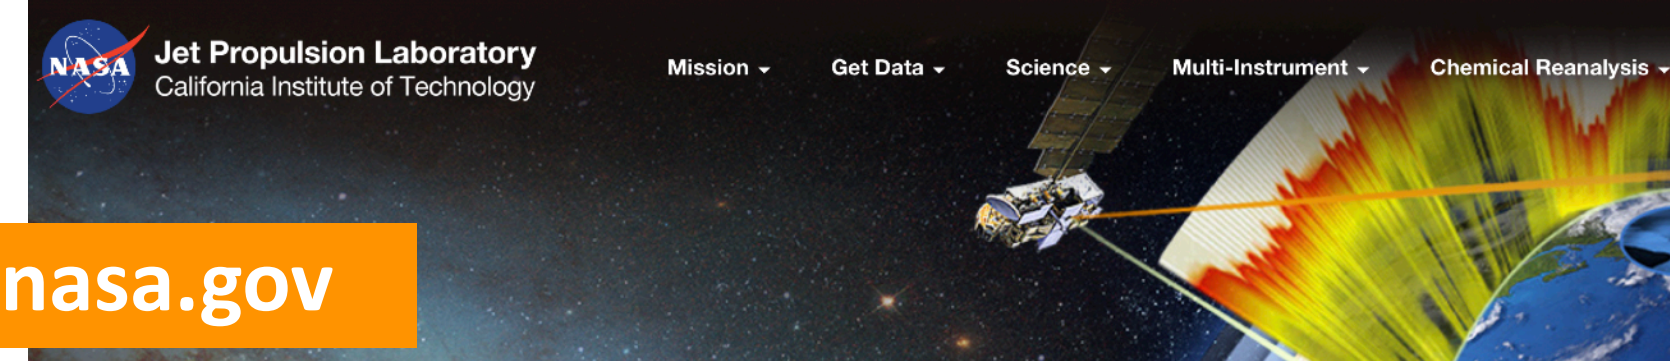 NASA
Jet Propulsion Laboratory
California Institute of Technology
Mission
Get Data
Science
Multi-Instrument
Chemical Reanalysis
nasa.gov